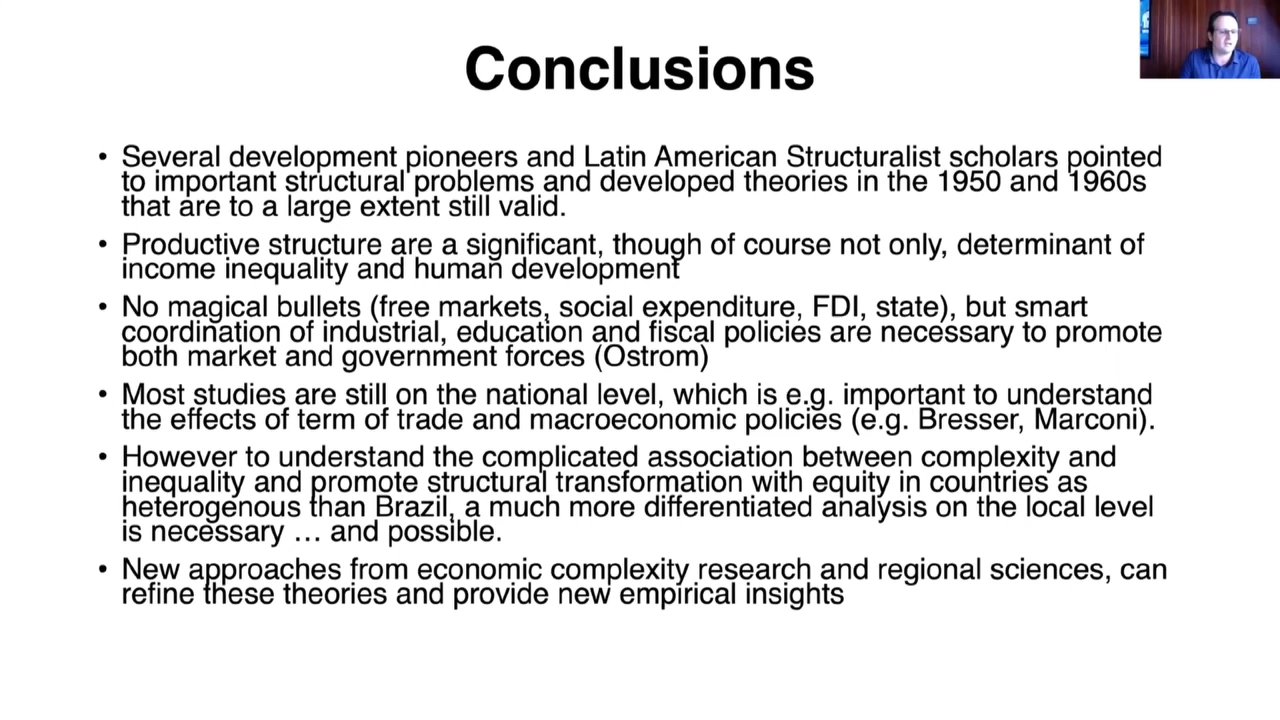 Conclusions
• Several development pioneers and Latin American Structuralist scholars pointed
to important structural problems and developed theories in the 1950 and 1960s
that are to a large extent still valid.
• Productive structure are a significant, though of course not only, determinant of
income inequality and human development
• No magical bullets (free markets, social expenditure, FDI, state), but smart
coordination of industrial, education and fiscal policies are necessary to promote
both market and government forces (Ostrom)
• Most studies are still on the national level, which is e.g. important to understand
the effects of term of trade and macroeconomic policies (e.g. Bresser, Marconi).
• However to understand the complicated association between complexity and
inequality and promote structural transformation with equity in countries as
heterogenous than Brazil, a much more differentiated analysis on the local level
is necessary … and possible.
• New approaches from economic complexity research and regional sciences, can
refine these theories and provide new empirical insights